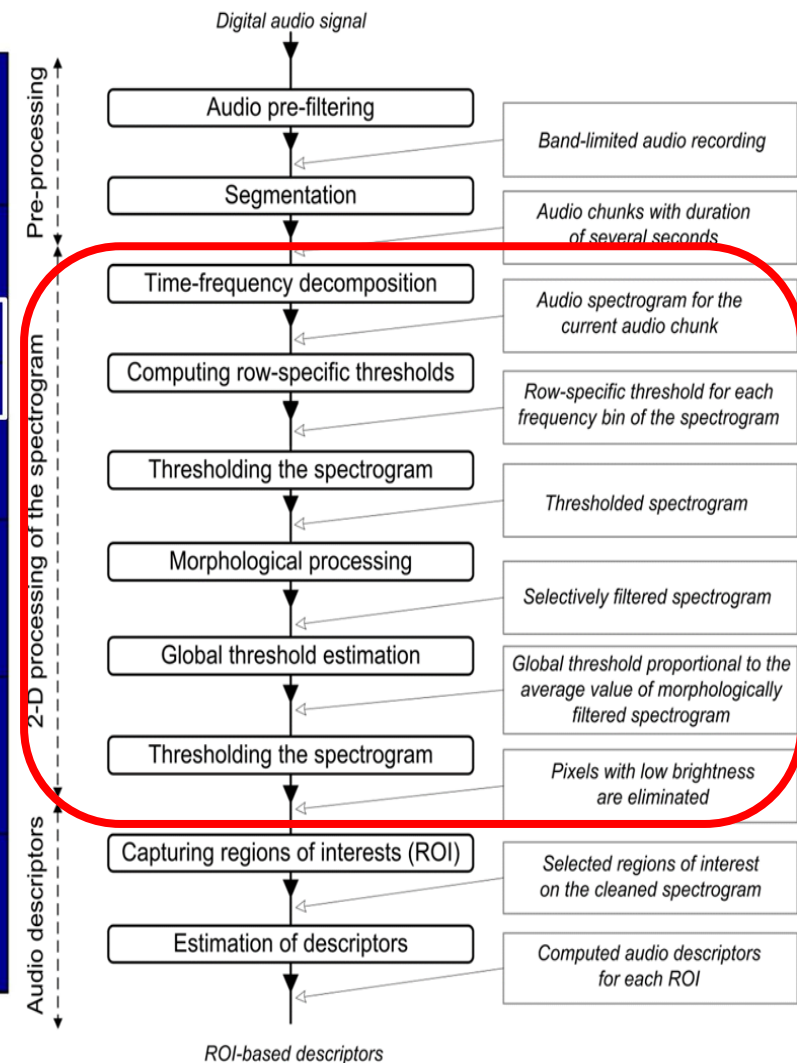 Digital audio signal
Pre-processing
Audio pre-filtering
Band-limited audio recording
Segmentation
Audio chunks with duration
of several seconds
2-D processing of the spectrogram
Time-frequency decomposition
Audio spectrogram for the
current audio chunk
Computing row-specific thresholds
Row-specific threshold for each
frequency bin of the spectrogram
Thresholding the spectrogram
Thresholded spectrogram
Morphological processing
Selectively filtered spectrogram
Global threshold estimation
Global threshold proportional to the
average value of morphologically
filtered spectrogram
Thresholding the spectrogram
Pixels with low brightness
are eliminated
Audio descriptors
Capturing regions of interests (ROI)
Selected regions of interest
on the cleaned spectrogram
Estimation of descriptors
Computed audio descriptors
for each ROI
ROI-based descriptors